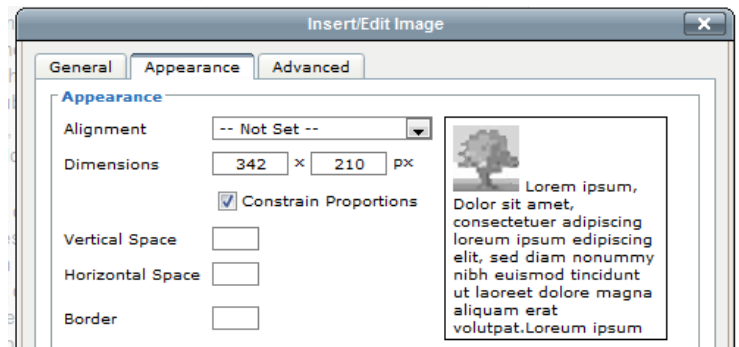 Insert/Edit Image
General Appearance Advanced
Appearance
Alignment -- Not Set --
Dimensions 342 × 210 px
Constrain Proportions
Vertical Space
Horizontal Space
Border
Lorem ipsum,
Dolor sit amet,
consectetuer adipiscing
loreum ipsum edipiscing
elit, sed diam nonummy
nibh euismod tincidunt
ut laoreet dolore magna
aliquam erat
volutpat.Loreum ipsum